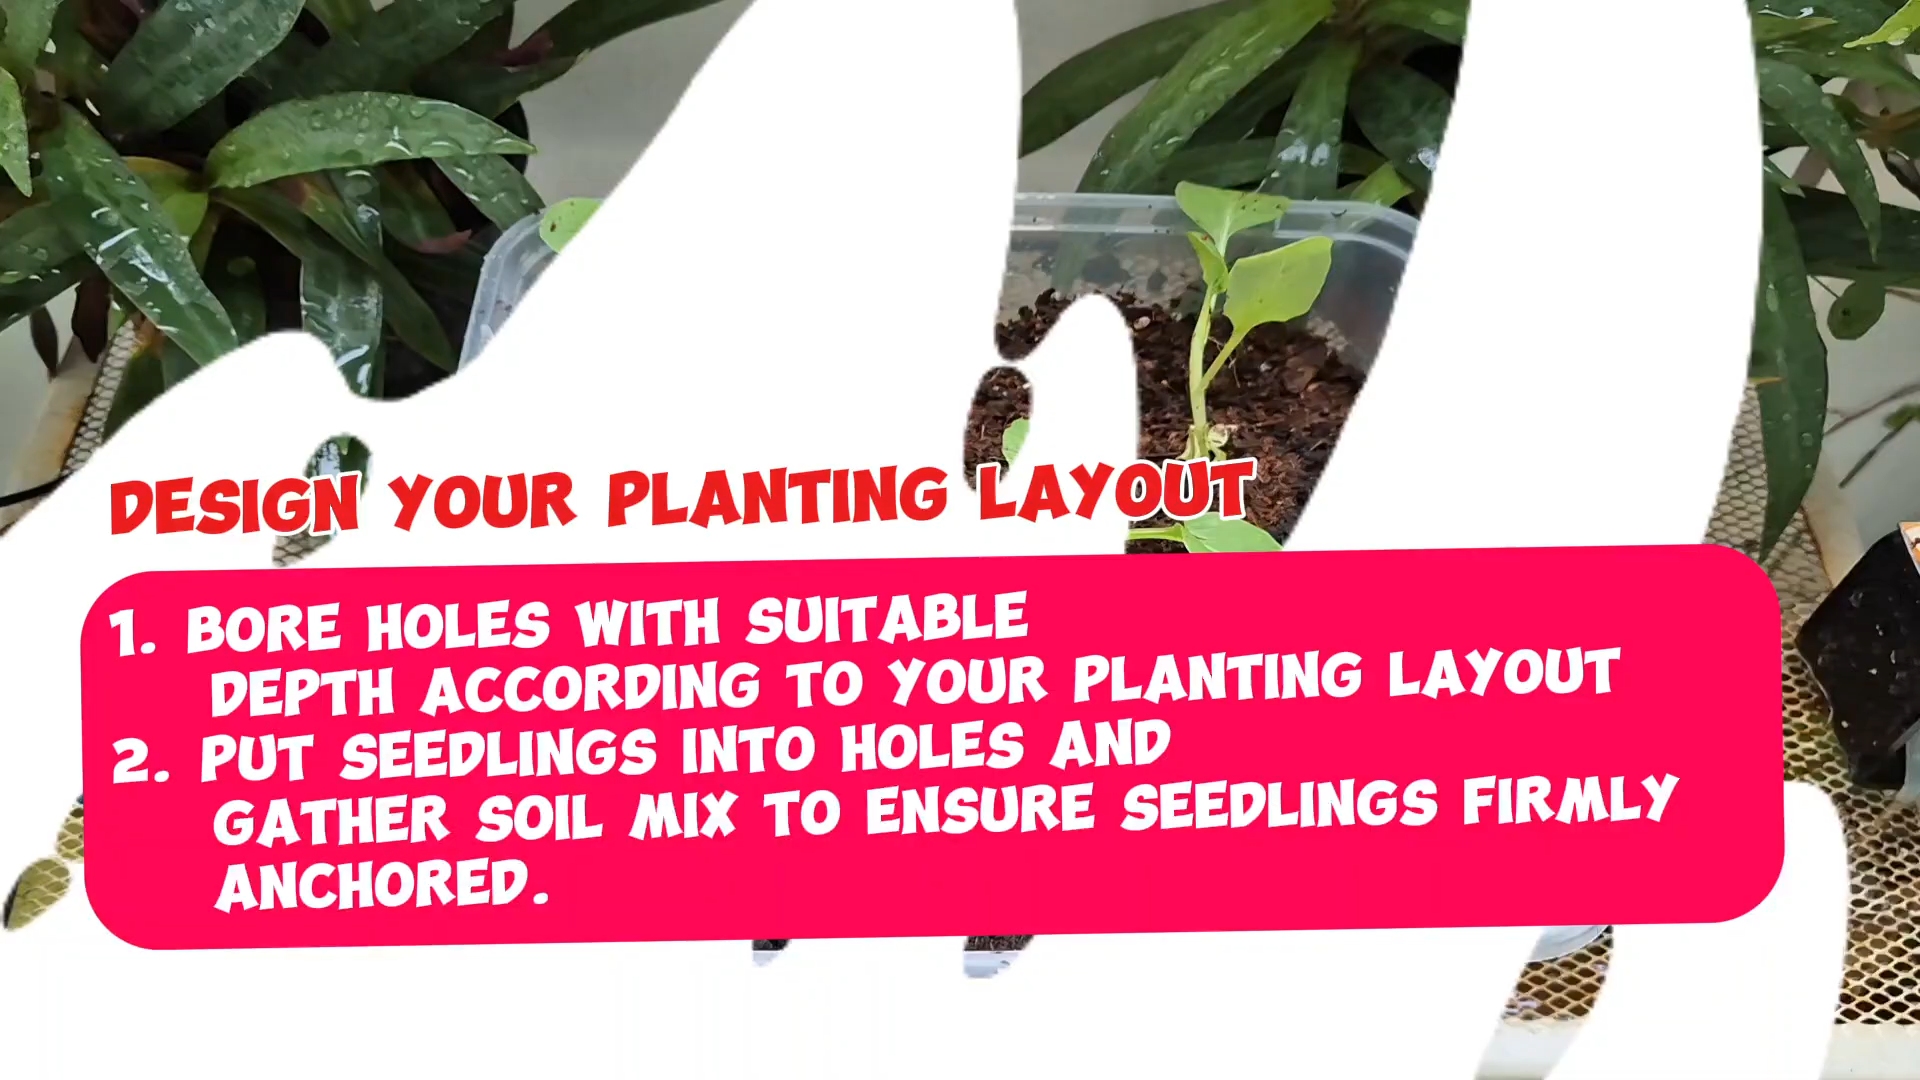 DESIGN YOUR PLANTING LAYOUT
1. BORE HOLES WITH SUITABLE
DEPTH ACCORDING TO YOUR PLANTING LAYOUT
2. PUT SEEDLINGS INTO HOLES AND
GATHER SOIL MIX TO ENSURE SEEDLINGS FIRMLY
ANCHORED.